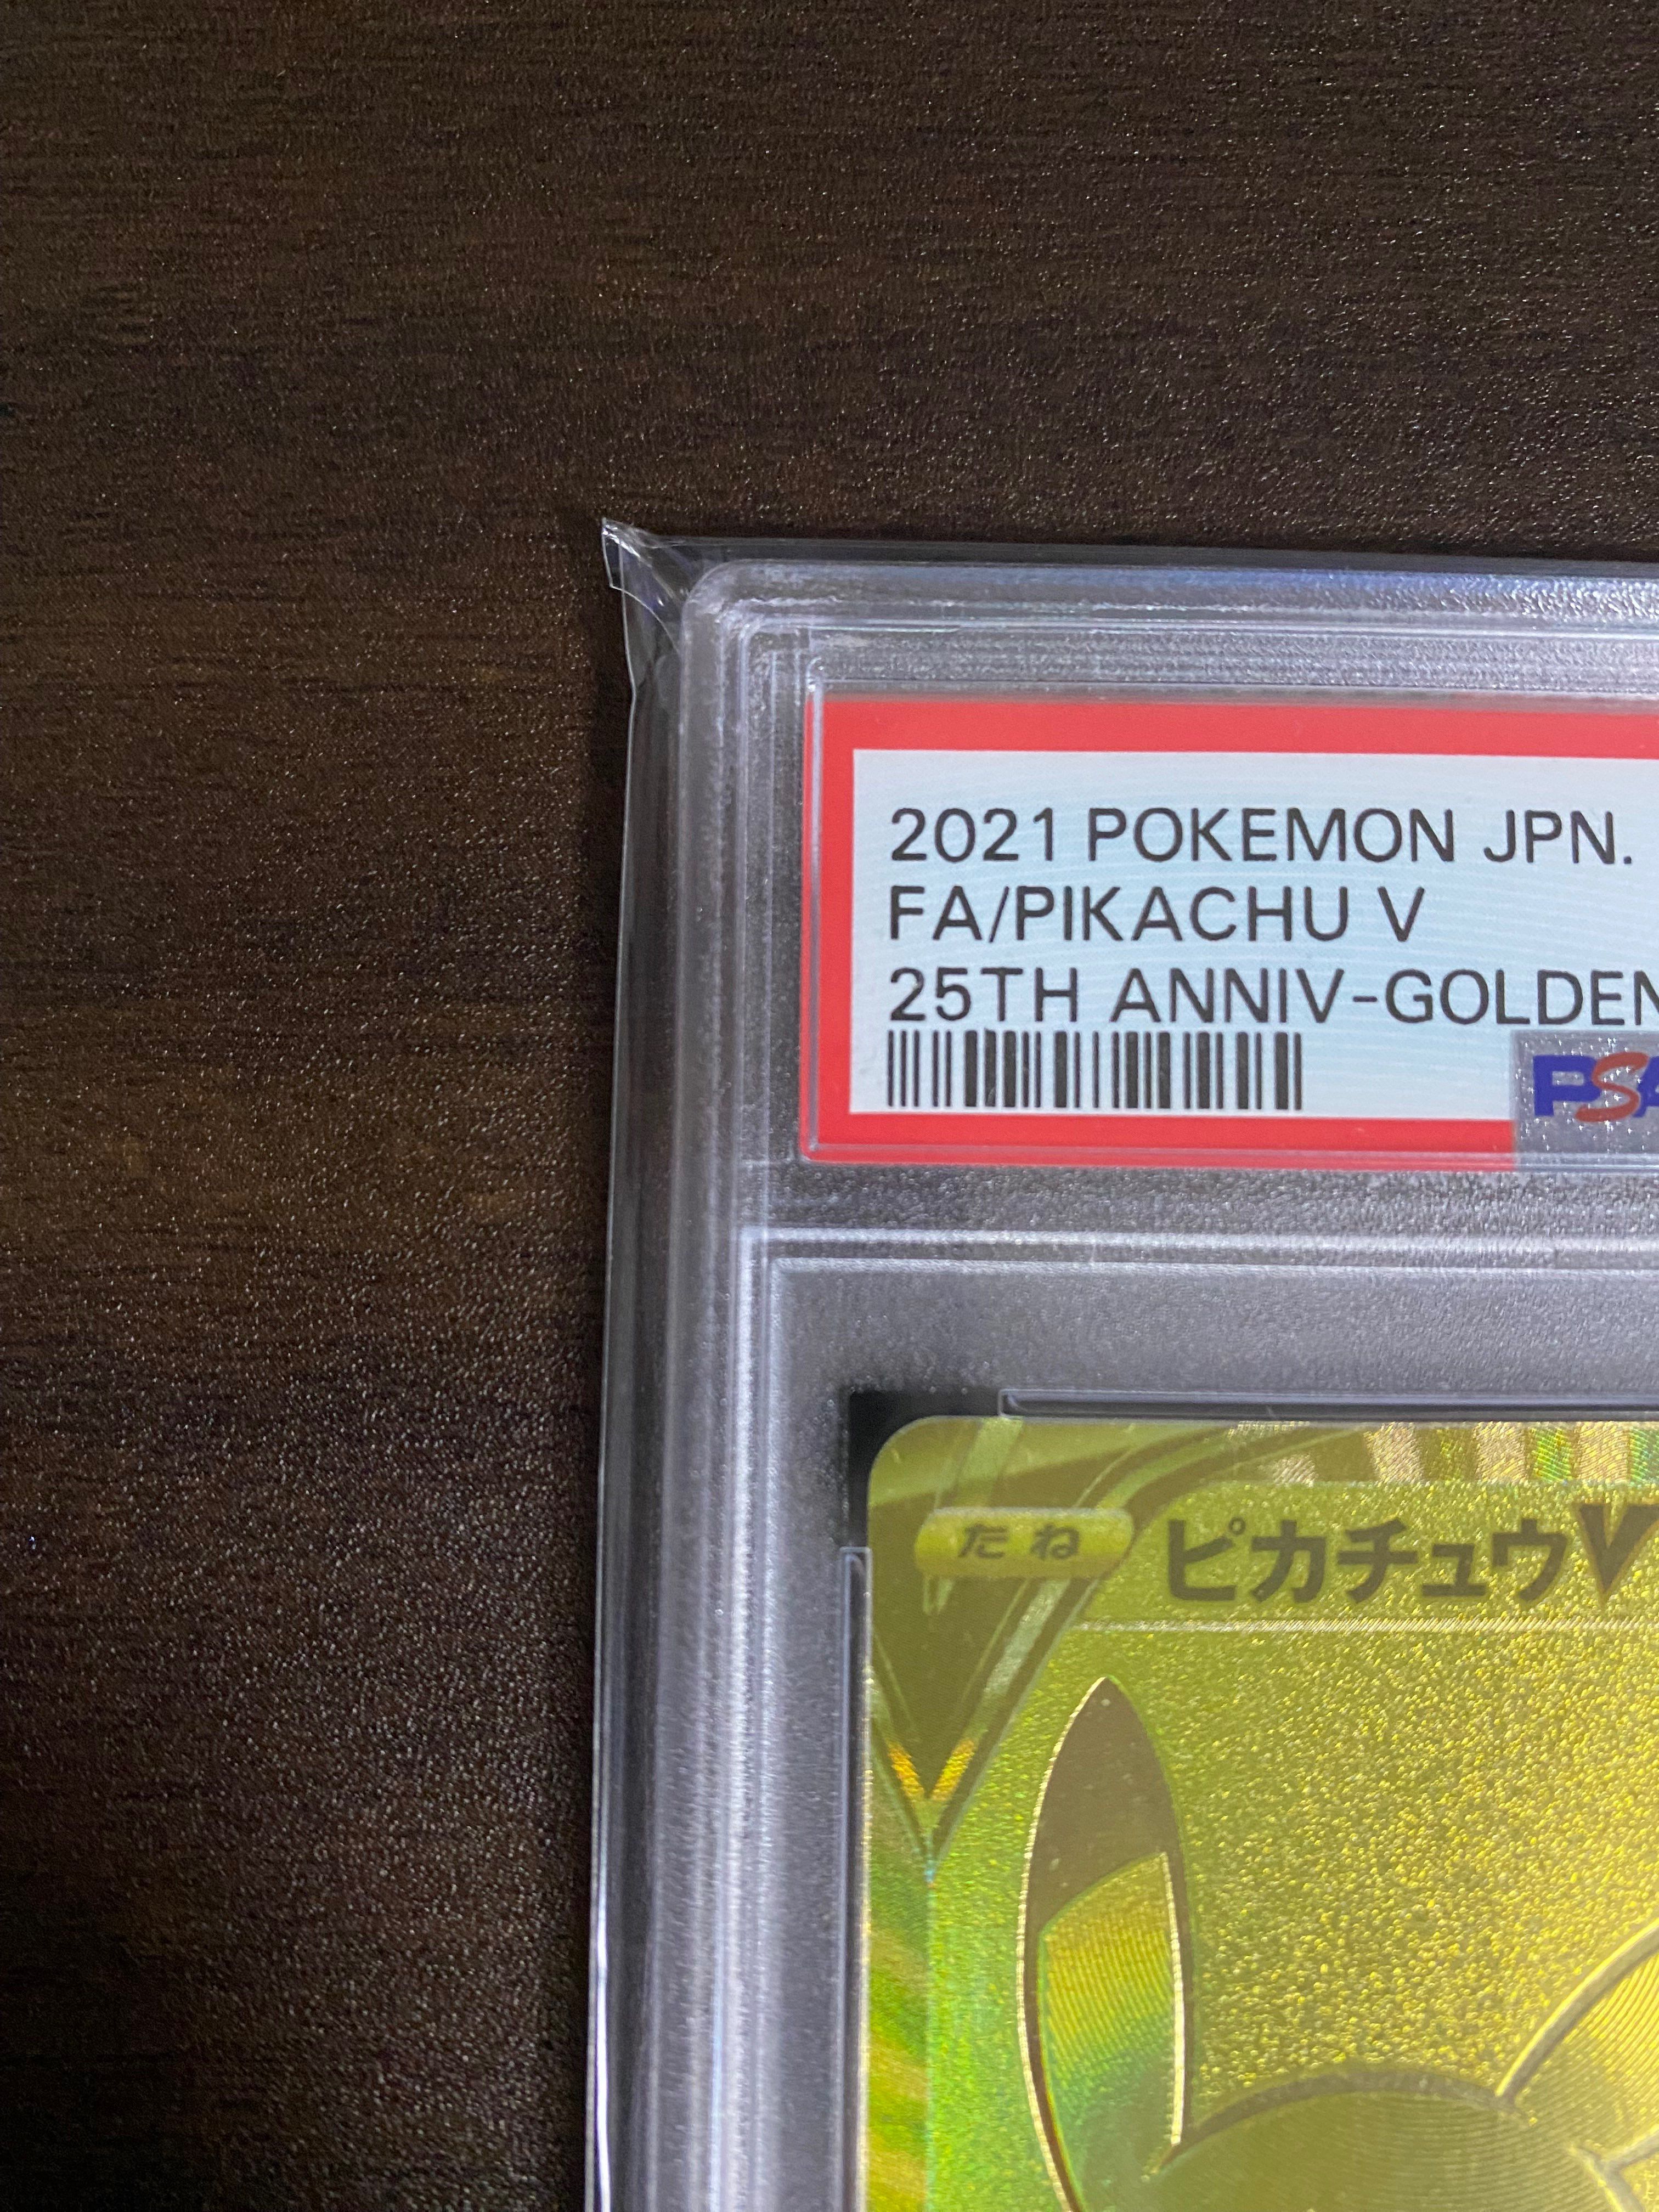 2021 POKEMON JPN.
FA/PIKACHU V
25TH ANNIV-GOLDEN
PSA
たね ピカチュウV